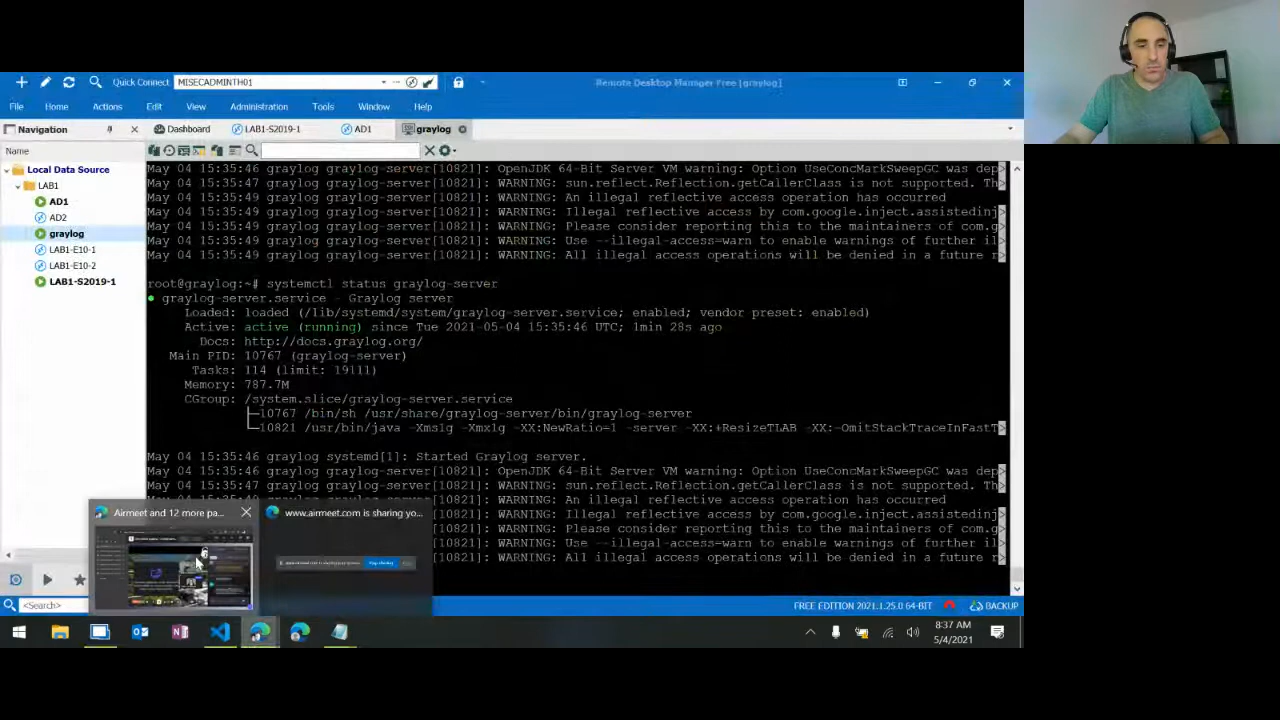 Quick Connect MISECADMINTH01 Remote Desktop Manager Free [graylog]
File Home Actions Edit View Administration Tools Window Help
Navigation Dashboard LAB1-S2019-1 AD1 graylog
Name
Local Data Source
LAB1
AD1
AD2
graylog
LAB1-E10-1
LAB1-E10-2
LAB1-S2019-1
May 04 15:35:46 graylog graylog-server[10821]: OpenJDK 64-Bit Server VM warning: Option UseConcMarkSweepGC was dep>
May 04 15:35:49 graylog graylog-server[10821]: WARNING: sun.reflect.Reflection.getCallerClass is not supported. Th>
May 04 15:35:49 graylog graylog-server[10821]: WARNING: An illegal reflective access operation has occurred
May 04 15:35:49 graylog graylog-server[10821]: WARNING: Illegal reflective access by com.google.inject.assistedinj>
May 04 15:35:49 graylog graylog-server[10821]: WARNING: Please consider reporting this to the maintainers of com.g>
May 04 15:35:49 graylog graylog-server[10821]: WARNING: Use --illegal-access=warn to enable warnings of further il>
May 04 15:35:49 graylog graylog-server[10821]: WARNING: All illegal access operations will be denied in a future r>
root@graylog:~# systemctl status graylog-server
● graylog-server.service - Graylog server
Loaded: loaded (/lib/systemd/system/graylog-server.service; enabled; vendor preset: enabled)
Active: active (running) since Tue 2021-05-04 15:35:46 UTC; 1min 28s ago
Docs: http://docs.graylog.org/
Main PID: 10767 (graylog-server)
Tasks: 114 (limit: 19111)
Memory: 787.7M
CGroup: /system.slice/graylog-server.service
├─10767 /bin/sh /usr/share/graylog-server/bin/graylog-server
└─10821 /usr/bin/java -Xms1g -Xmx1g -XX:NewRatio=1 -server -XX:+ResizeTLAB -XX:-OmitStackTraceInFastT>
May 04 15:35:46 graylog systemd[1]: Started Graylog server.
May 04 15:35:46 graylog graylog-server[10821]: OpenJDK 64-Bit Server VM warning: Option UseConcMarkSweepGC was dep>
May 04 15:35:49 graylog graylog-server[10821]: WARNING: sun.reflect.Reflection.getCallerClass is not supported. Th>
May 04 15:35:49 graylog graylog-server[10821]: WARNING: An illegal reflective access operation has occurred
]: WARNING: Illegal reflective access by com.google.inject.assistedinj>
]: WARNING: Please consider reporting this to the maintainers of com.g>
]: WARNING: Use --illegal-access=warn to enable warnings of further il>
]: WARNING: All illegal access operations will be denied in a future r>
Airmeet and 12 more pa... www.airmeet.com is sharing yo...
<Search> FREE EDITION 2021.1.25.0 64-BIT BACKUP
8:37 AM
5/4/2021